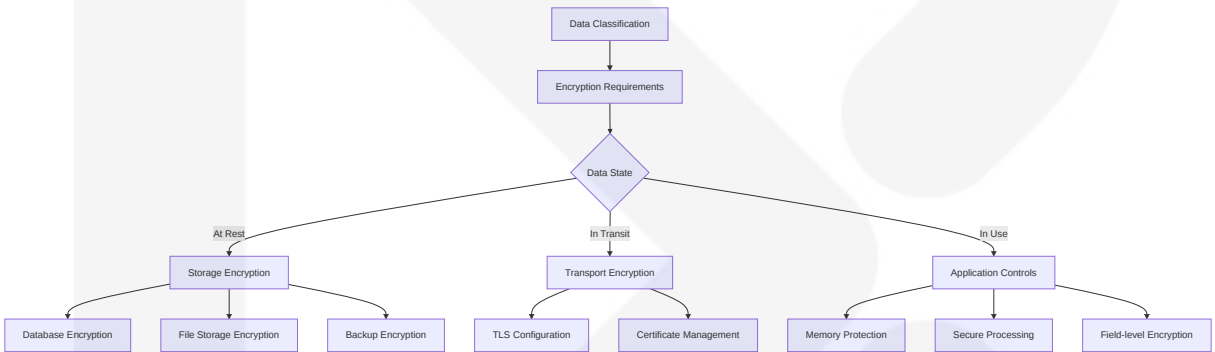 Data Classification
Encryption Requirements
Data State
At Rest
In Transit
In Use
Storage Encryption
Transport Encryption
Application Controls
Database Encryption
File Storage Encryption
Backup Encryption
TLS Configuration
Certificate Management
Memory Protection
Secure Processing
Field-level Encryption